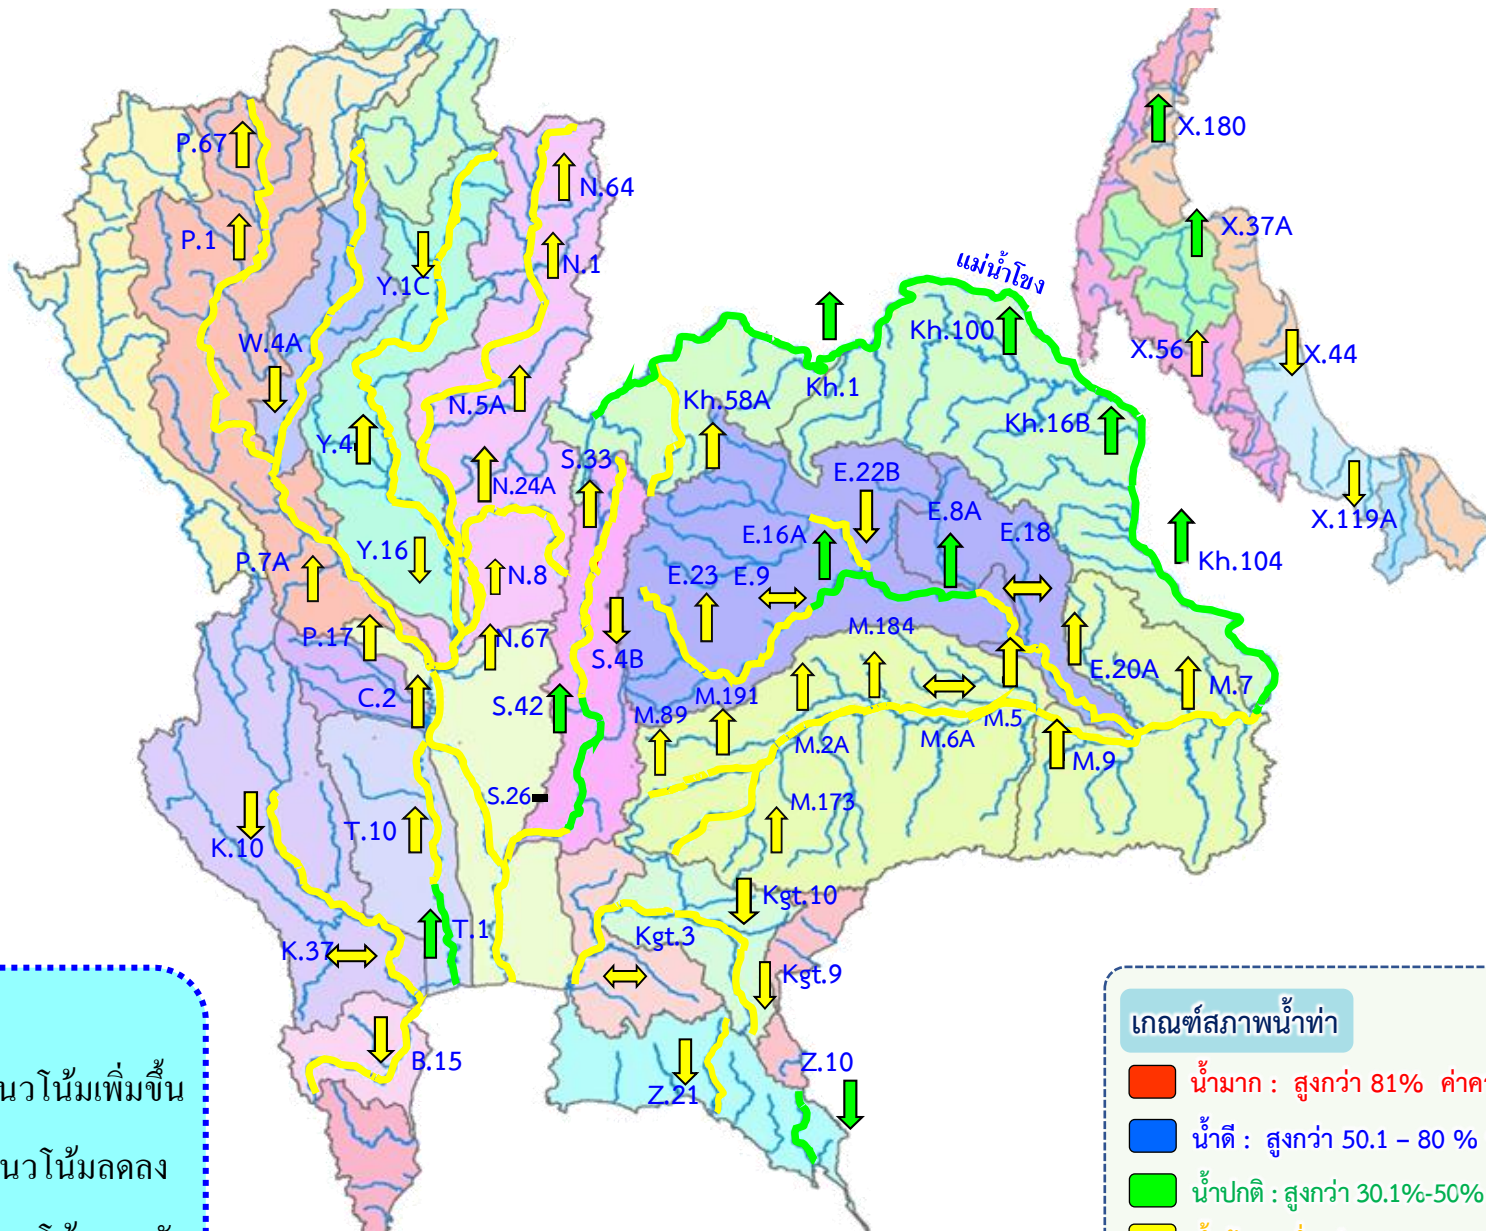 P.67
X.180
N.64
P.1
X.37A
N.1
แม่น้ำโขง
Y.1C
Kh.100
W.4A
X.56
X.44
Kh.1
Kh.58A
N.5A
Kh.16B
Y.4
S.33
E.22B
N.24A
E.8A
X.119A
E.16A
E.18
Y.16
P.7A
N.8
E.23
E.9
Kh.104
M.184
P.17
N.67
S.4B
E.20A
M.7
C.2
M.191
S.42
M.89
M.5
M.2A
M.6A
M.9
S.26
M.173
T.10
K.10
Kgt.10
T.1
Kgt.3
K.37
Kgt.9
B.15
Z.10
Z.21
นวโน้มเพิ่มขึ้น
นวโน้มลดลง
เกณฑ์สภาพน้ำท่า
น้ำมาก : สูงกว่า 81% ค่าคว
น้ำดี : สูงกว่า 50.1 – 80 %
น้ำปกติ : สูงกว่า 30.1%-50%